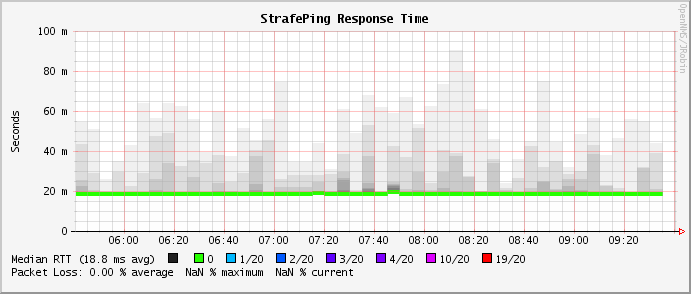 StrafePing Response Time
OpenNMS/JRobin
Seconds
100 m
80 m
60 m
40 m
20 m
0
06:00 06:20 06:40 07:00 07:20 07:40 08:00 08:20 08:40 09:00 09:20
Median RTT (18.8 ms avg) 0 1/20 2/20 3/20 4/20 10/20 19/20
Packet Loss: 0.00 % average NaN % maximum NaN % current